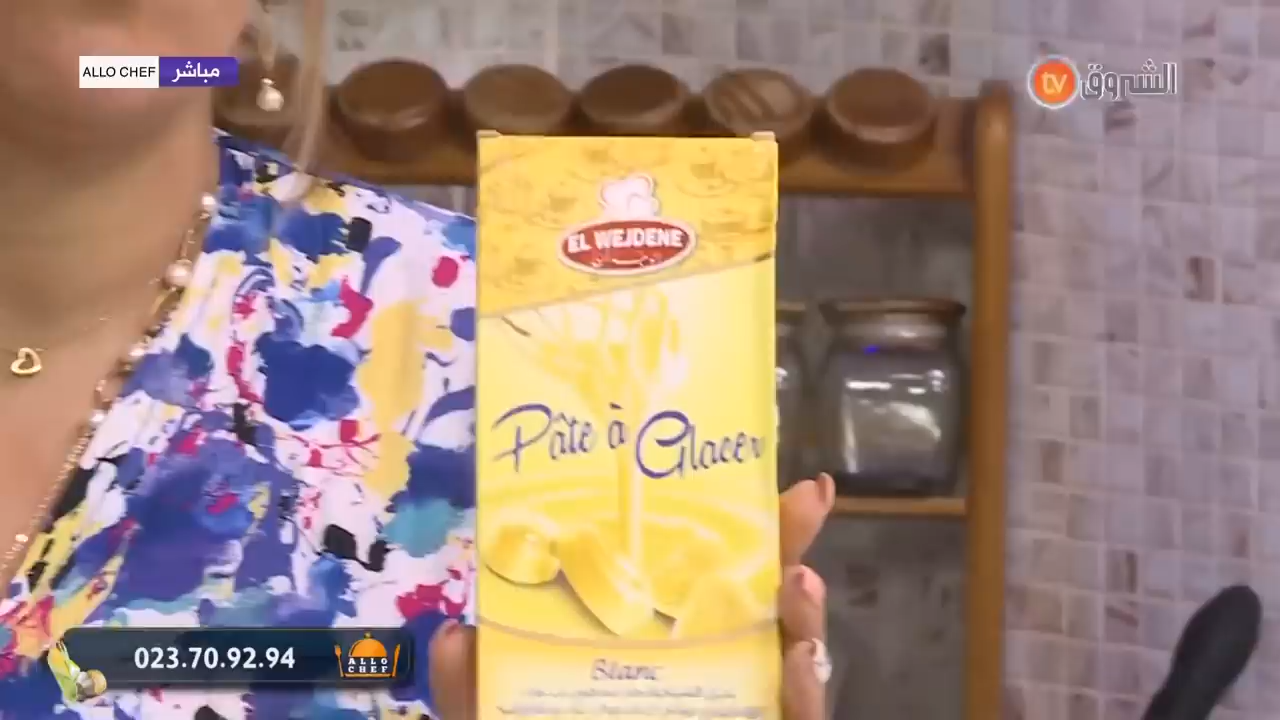 ALLO CHEF مباشر
الشروق tv
EL WEJDENE
Pâte à Glacer
Blanc
023.70.92.94
ALLO CHEF